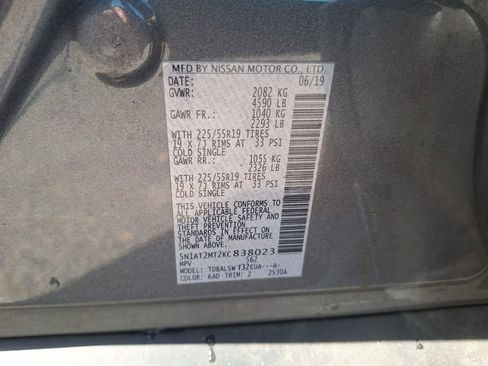 MFD BY NISSAN MOTOR CO., LTD.
DATE: 06/19
GVWR: 2082 KG
4590 LB
GAWR FR.: 1040 KG
2293 LB
WITH 225/55R19 TIRES
19 X 7J RIMS AT 33 PSI
COLD SINGLE
GAWR RR.: 1055 KG
2326 LB
WITH 225/55R19 TIRES
19 X 7J RIMS AT 33 PSI
COLD SINGLE
THIS VEHICLE CONFORMS TO
ALL APPLICABLE FEDERAL
MOTOR VEHICLE SAFETY AND
THEFT PREVENTION
STANDARDS IN EFFECT ON
THE DATE OF MANUFACTURE
SHOWN ABOVE.
5N1AT2MT2KC838023
MPV 562
MODEL: TDBALSW T32EUA---A-
COLOR: KAD TRIM: Z 2530A